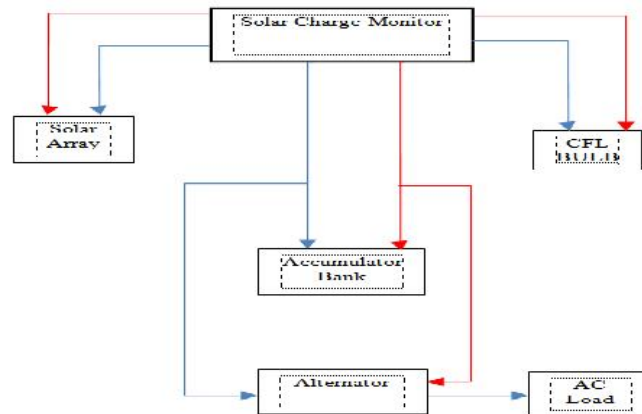 Solar Charge Monitor
Solar
Array
CFL
BULB
Accumulator
Bank
Alternator
AC
Load